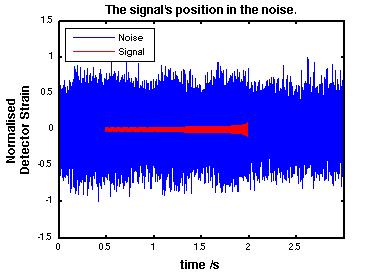 The signal's position in the noise.
Noise
Signal
Normalised
Detector Strain
1.5
1
0.5
0
-0.5
-1
-1.5
0
0.5
1
1.5
2
2.5
time /s